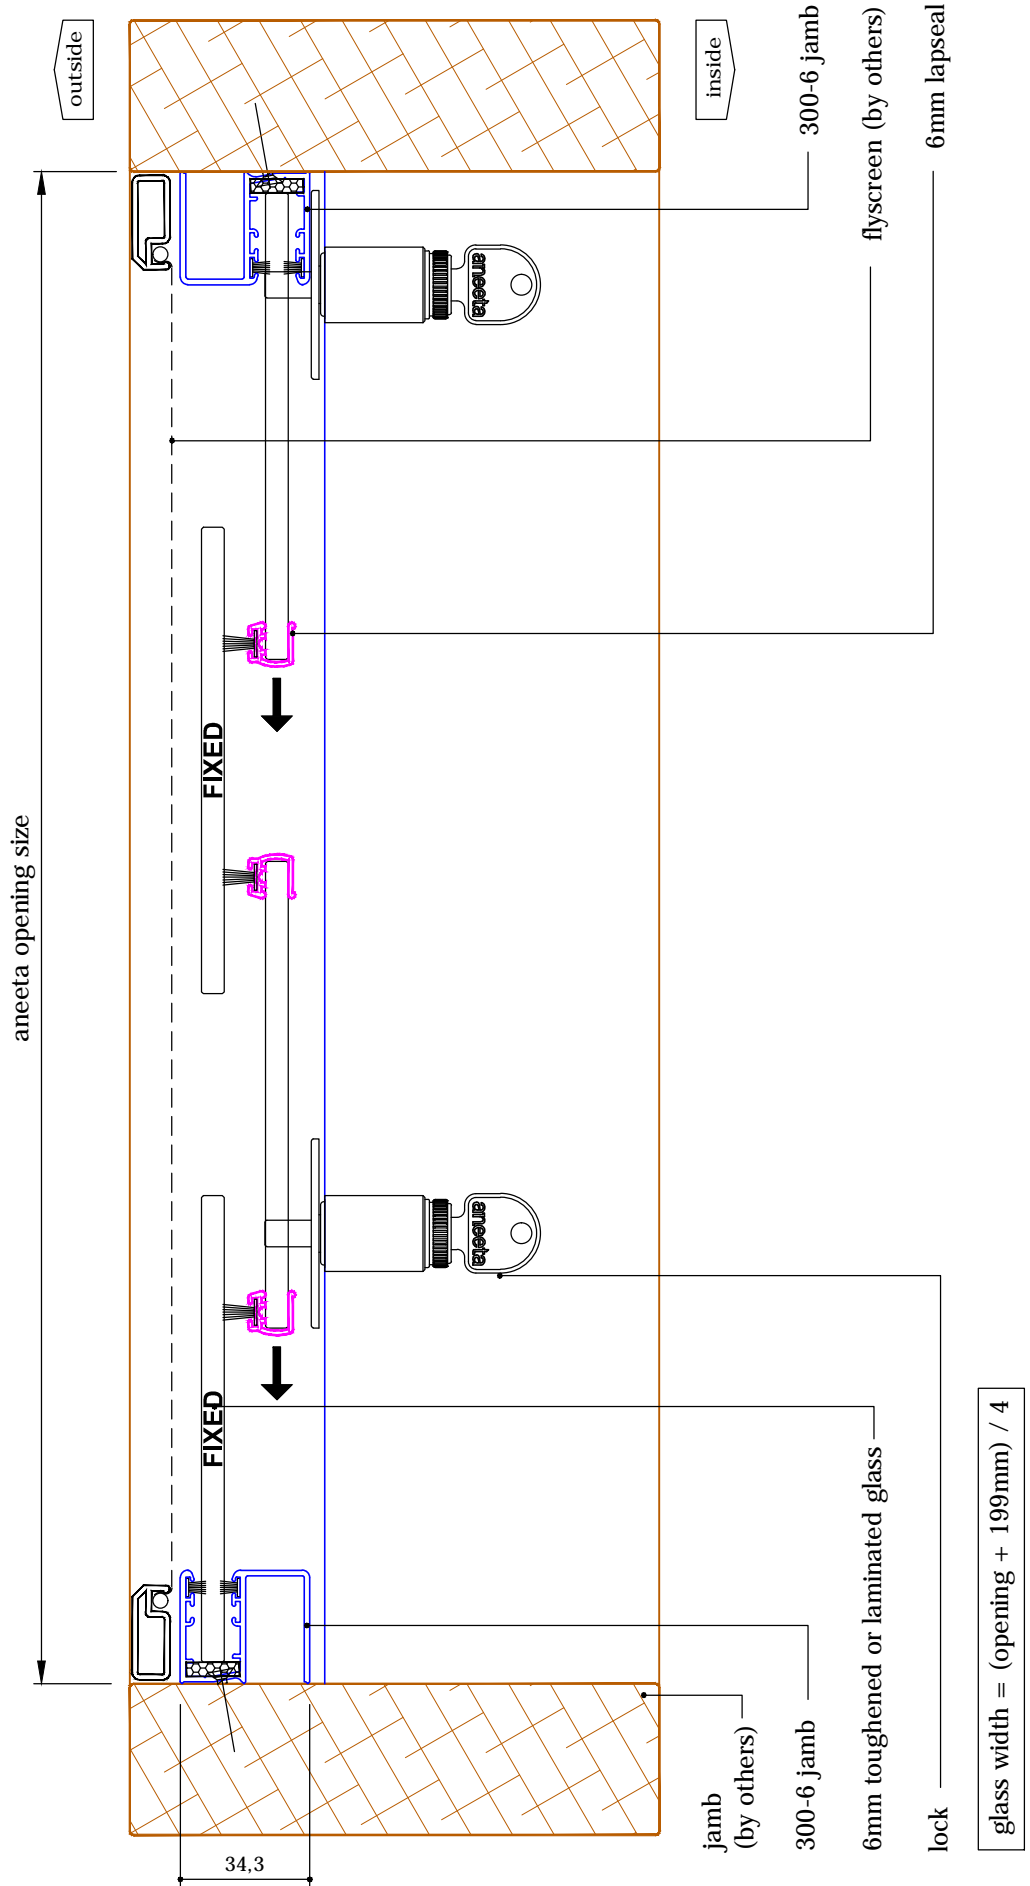 outside
inside
aneeta opening size
300-6 jamb
flyscreen (by others)
6mm lapseal
aneeta
FIXED
aneeta
FIXED
jamb
(by others)
300-6 jamb
6mm toughened or laminated glass
lock
34,3
glass width = (opening + 199mm) / 4